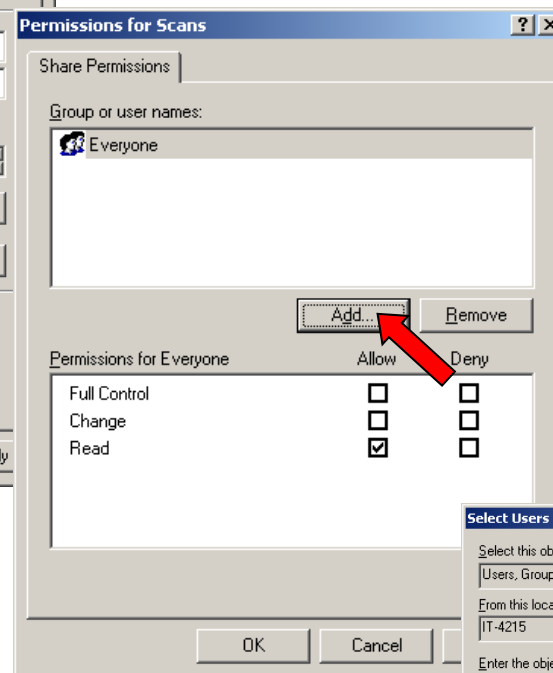 Permissions for Scans
Share Permissions
Group or user names:
Everyone
Add...
Remove
Permissions for Everyone Allow Deny
Full Control
Change
Read
Select Users
Select this ob
Users, Group
From this loca
IT-4215
Enter the obje
OK Cancel